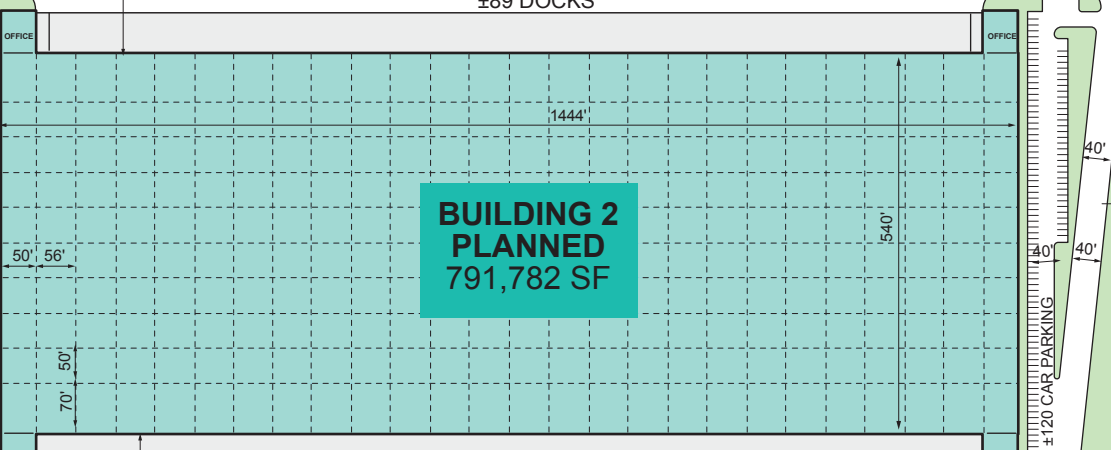 ±89 DOCKS
OFFICE
OFFICE
1444'
40'
BUILDING 2
PLANNED
791,782 SF
540'
50'
56'
40'
40'
50'
70'
±120 CAR PARKING